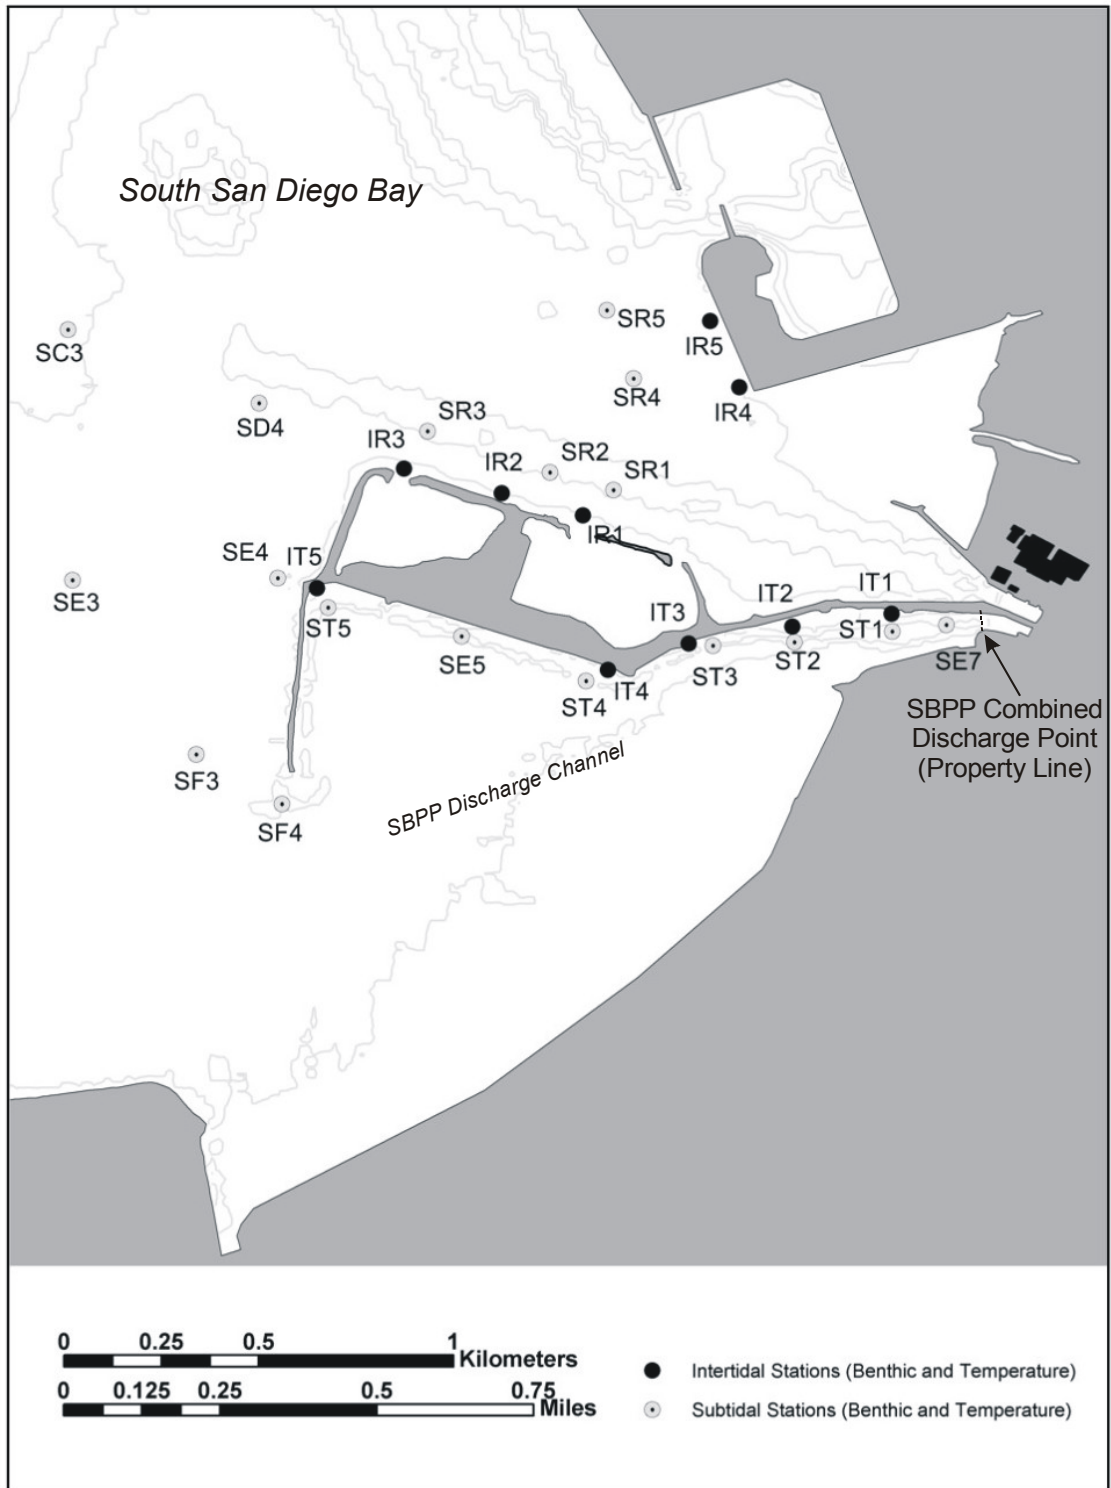 South San Diego Bay
SC3
SR5
IR5
SR4
IR4
SD4
SR3
IR3
SR2
IR2
SR1
IR1
SE4
IT5
SE3
ST5
IT3
IT2
IT1
ST1
SE5
ST3
ST2
SE7
IT4
ST4
SBPP Combined
Discharge Point
(Property Line)
SF3
SBPP Discharge Channel
SF4
0 0.25 0.5 1
Kilometers
0 0.125 0.25 0.5 0.75
Miles
Intertidal Stations (Benthic and Temperature)
Subtidal Stations (Benthic and Temperature)